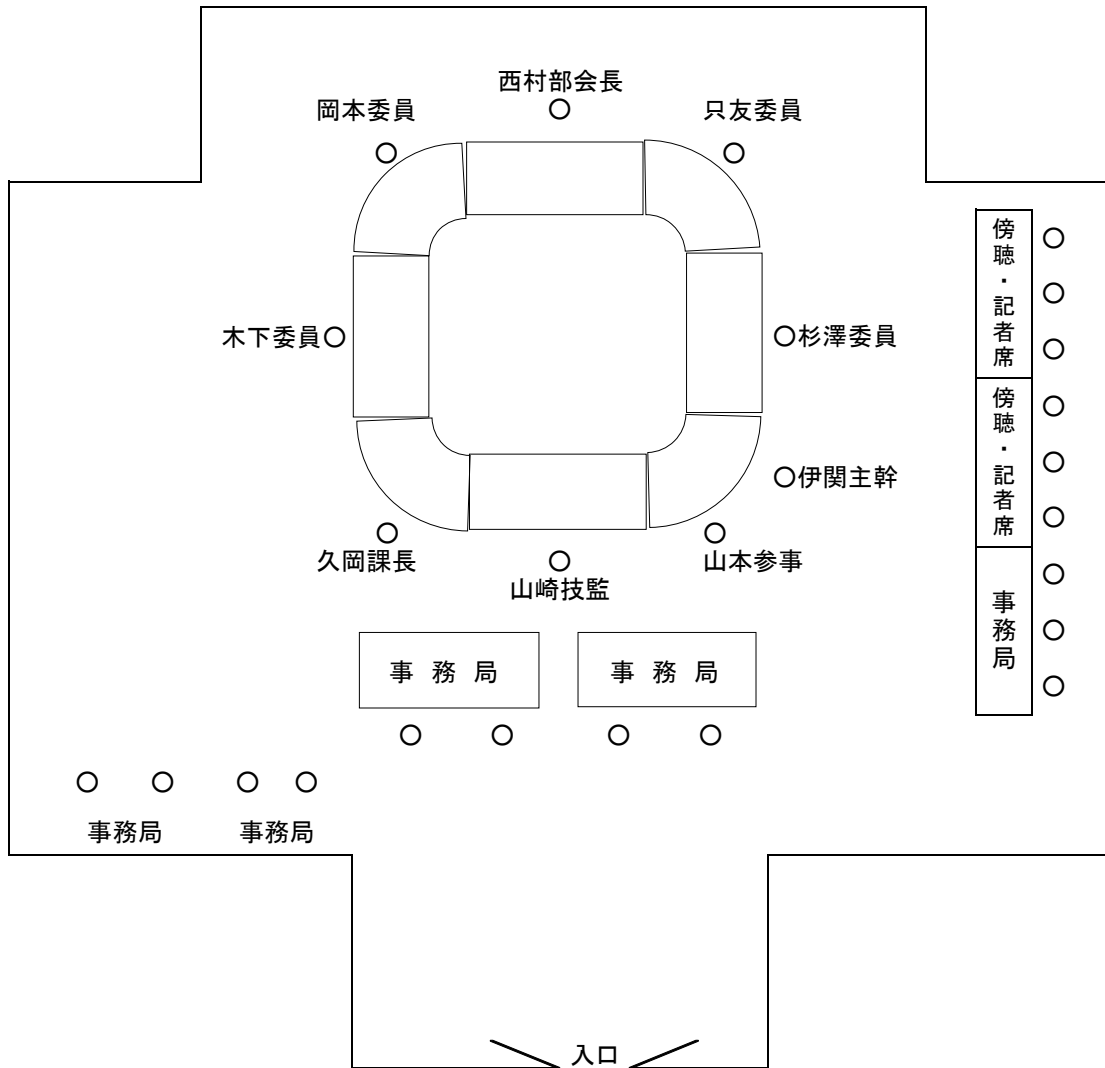 西村部会長
岡本委員
只友委員
木下委員
杉澤委員
伊関主幹
久岡課長
山崎技監
山本参事
傍聴・記者席
傍聴・記者席
事務局
事務局
事務局
事務局
事務局
入口